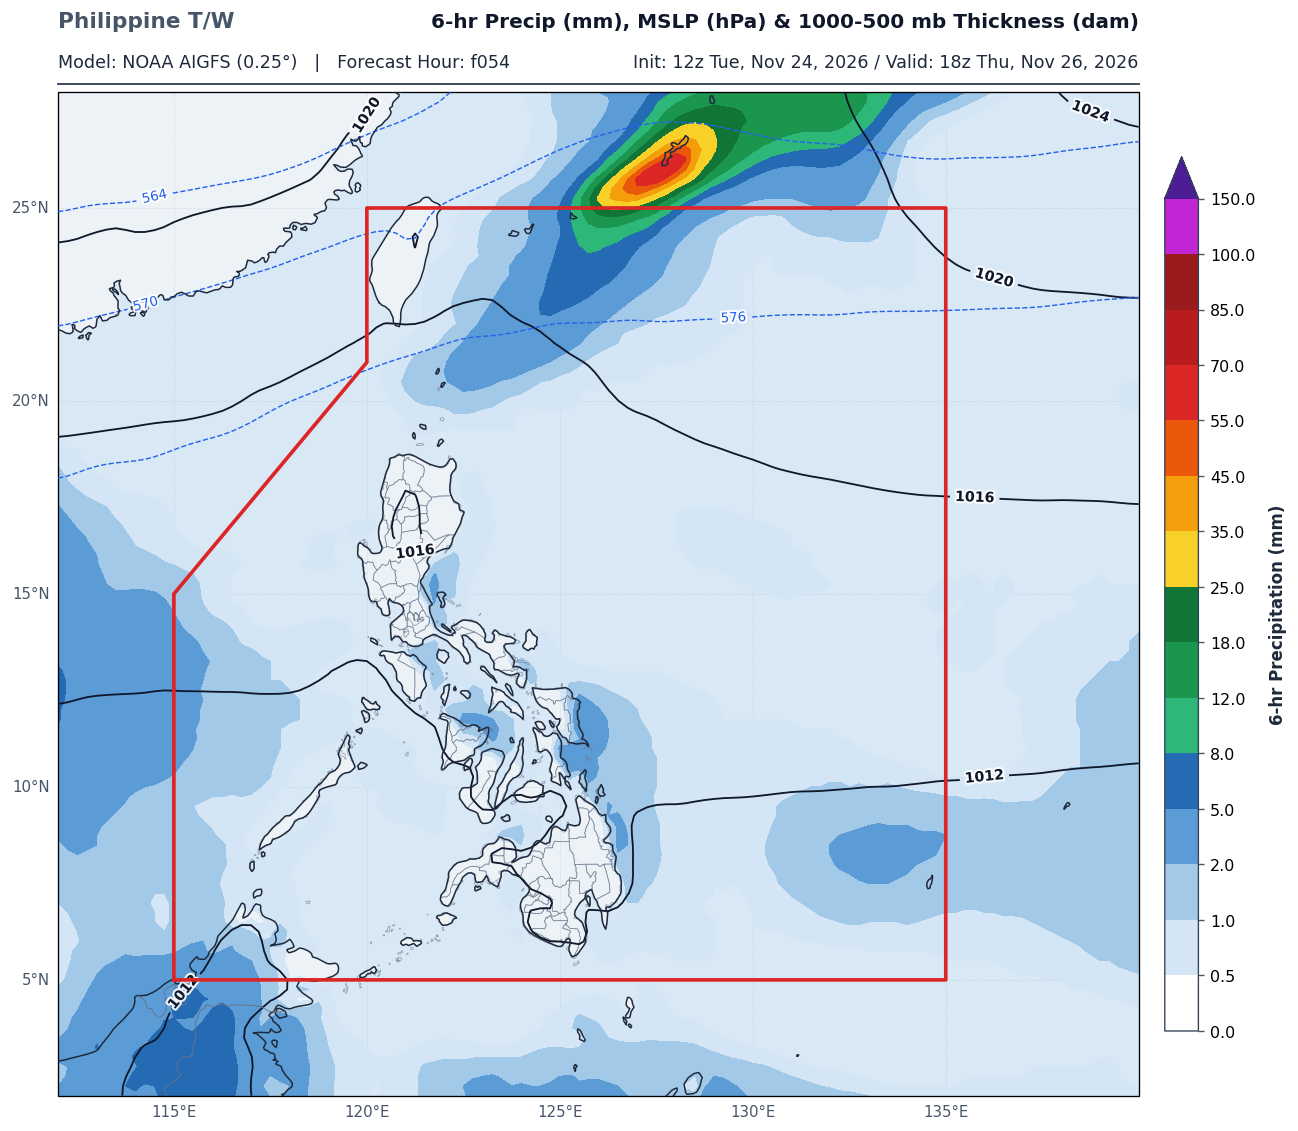 Philippine T/W
6-hr Precip (mm), MSLP (hPa) & 1000-500 mb Thickness (dam)
Model: NOAA AIGFS (0.25°) | Forecast Hour: f054
Init: 12z Tue, Nov 24, 2026 / Valid: 18z Thu, Nov 26, 2026
1020
1024
564
25°N
1020
570
576
20°N
1016
1016
15°N
1012
10°N
1012
5°N
115°E
120°E
125°E
130°E
135°E
150.0
100.0
85.0
70.0
55.0
45.0
35.0
25.0
18.0
12.0
8.0
5.0
2.0
1.0
0.5
0.0
6-hr Precipitation (mm)